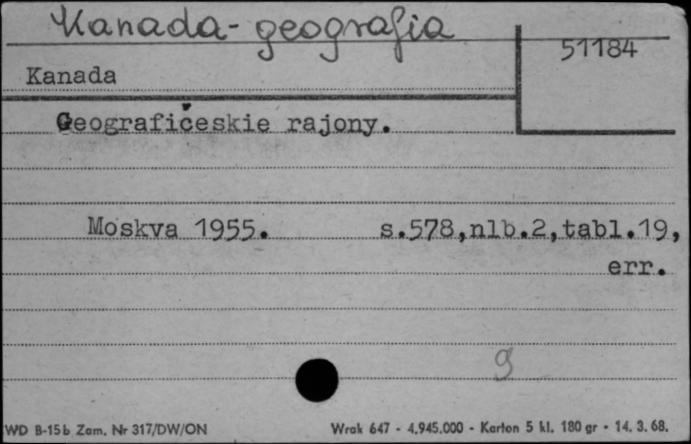 Kanada-geografia
51184
Kanada
Geografičeskie rajony.
Moskva 1955. s.578,nlb.2,tabl.19,
err.
g
WD B-15b Zam. Nr 317/DW/ON Wrak 647 - 4.945.000 - Karton 5 kl. 180 gr - 14. 3. 68.